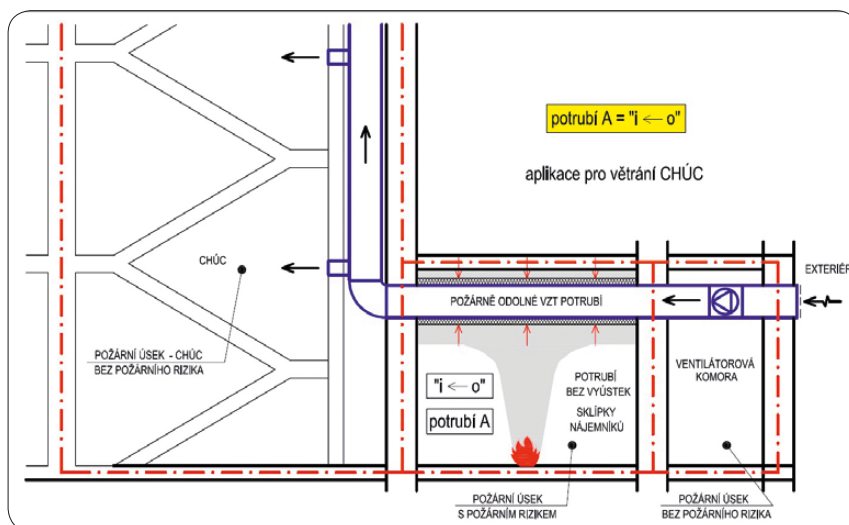 potrubí A = "i ← o"
aplikace pro větrání CHÚC
CHÚC
EXTERIÉR
POŽÁRNĚ ODOLNÉ VZT POTRUBÍ
POŽÁRNÍ ÚSEK - CHÚC
BEZ POŽÁRNÍHO RIZIKA
"i ← o"
potrubí A
POTRUBÍ
BEZ VYÚSTEK
SKLÍPKY
NÁJEMNÍKŮ
VENTILÁTOROVÁ
KOMORA
POŽÁRNÍ ÚSEK
S POŽÁRNÍM RIZIKEM
POŽÁRNÍ ÚSEK
BEZ POŽÁRNÍHO RIZIKA